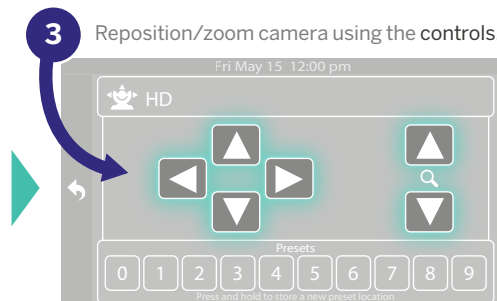 3
Reposition/zoom camera using the controls
Fri May 15 12:00 pm
HD
Presets
0 1 2 3 4 5 6 7 8 9
Press and hold to store a new preset location